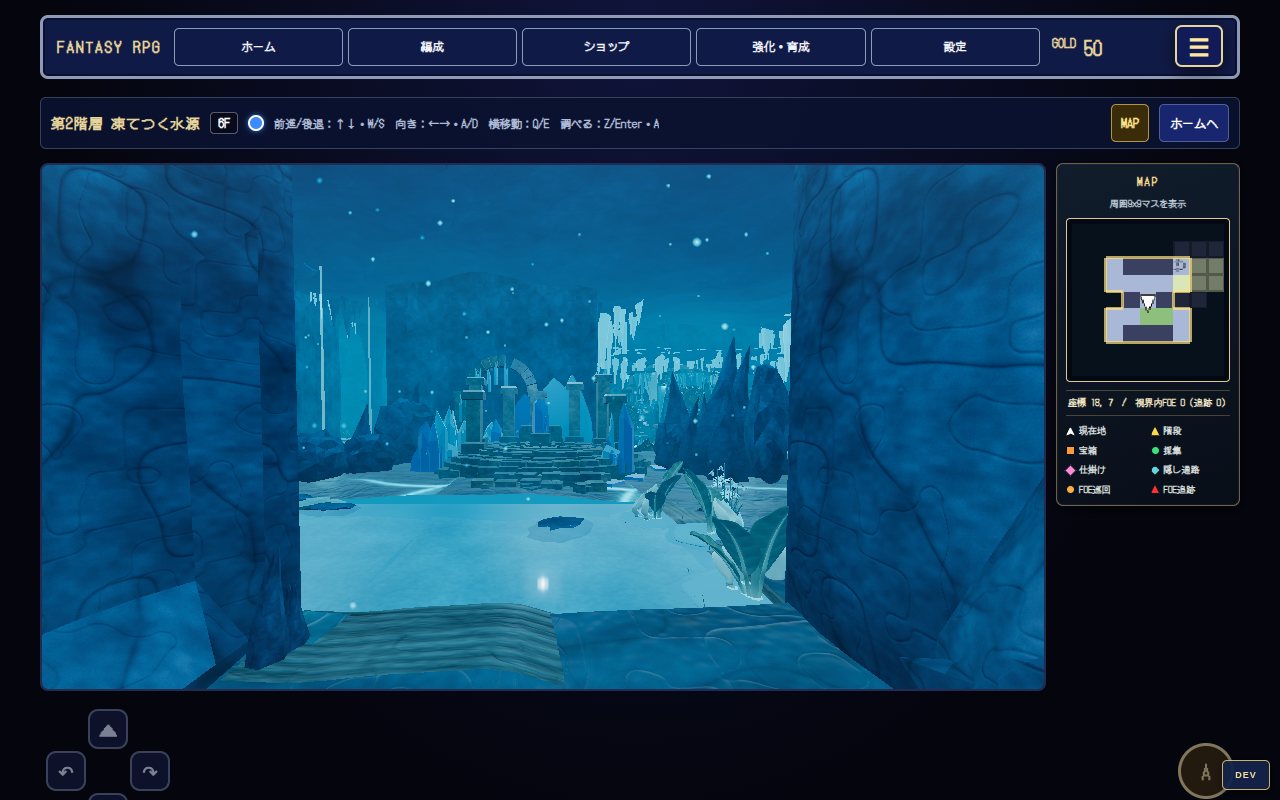 FANTASY RPG
ホーム
編成
ショップ
強化・育成
設定
GOLD 50
第2階層 凍てつく水源
6F
前進/後退：↑↓・W/S 向き：←→・A/D 横移動：Q/E 調べる：Z/Enter・A
MAP
ホームへ
MAP
周囲9x9マスを表示
座標 18, 7 / 視界内FOE 0 (追跡 0)
現在地
階段
宝箱
採集
仕掛け
隠し通路
FOE巡回
FOE追跡
A
DEV